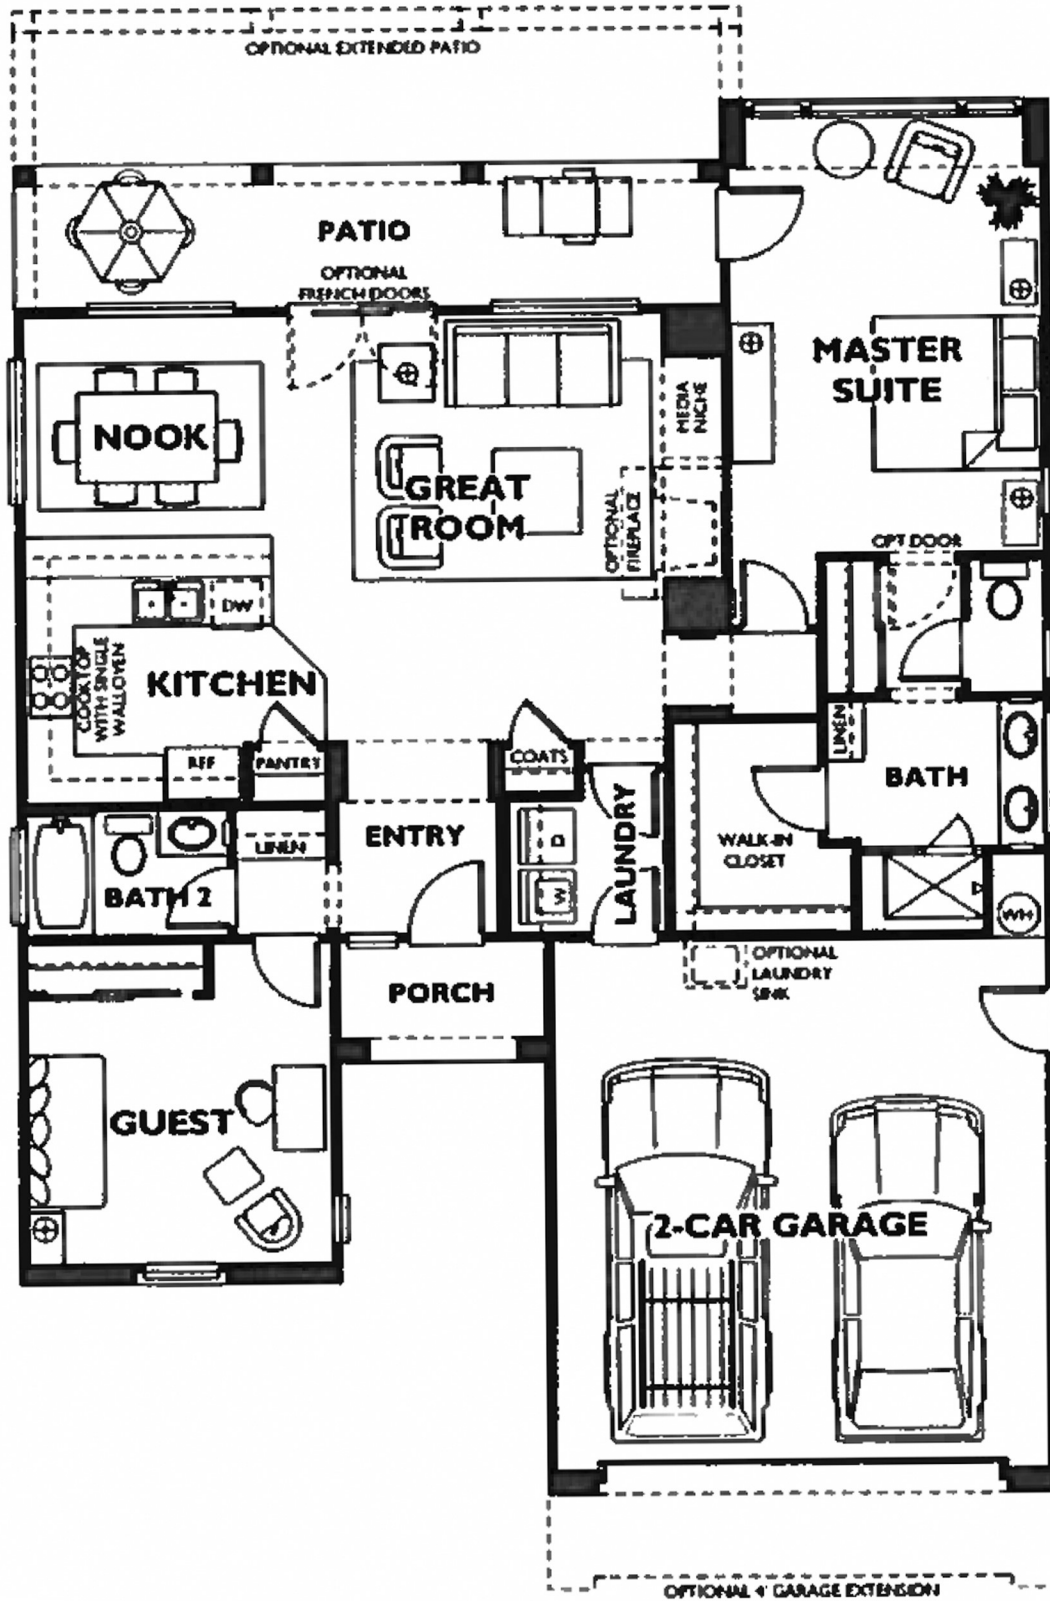 OPTIONAL EXTENDED PATIO
PATIO
OPTIONAL
FRENCH DOORS
MASTER
SUITE
NOOK
MEDIA
NICHE
GREAT
ROOM
OPTIONAL
FIREPLACE
OPT DOOR
DW
COOKTOP
WITH SINGLE
WALL OVEN
KITCHEN
REF
PANTRY
COATS
LINEN
BATH
ENTRY
LAUNDRY
D
W
WALK-IN
CLOSET
LINEN
BATH 2
WH
OPTIONAL
LAUNDRY
SINK
PORCH
GUEST
2-CAR GARAGE
OPTIONAL 4' GARAGE EXTENSION